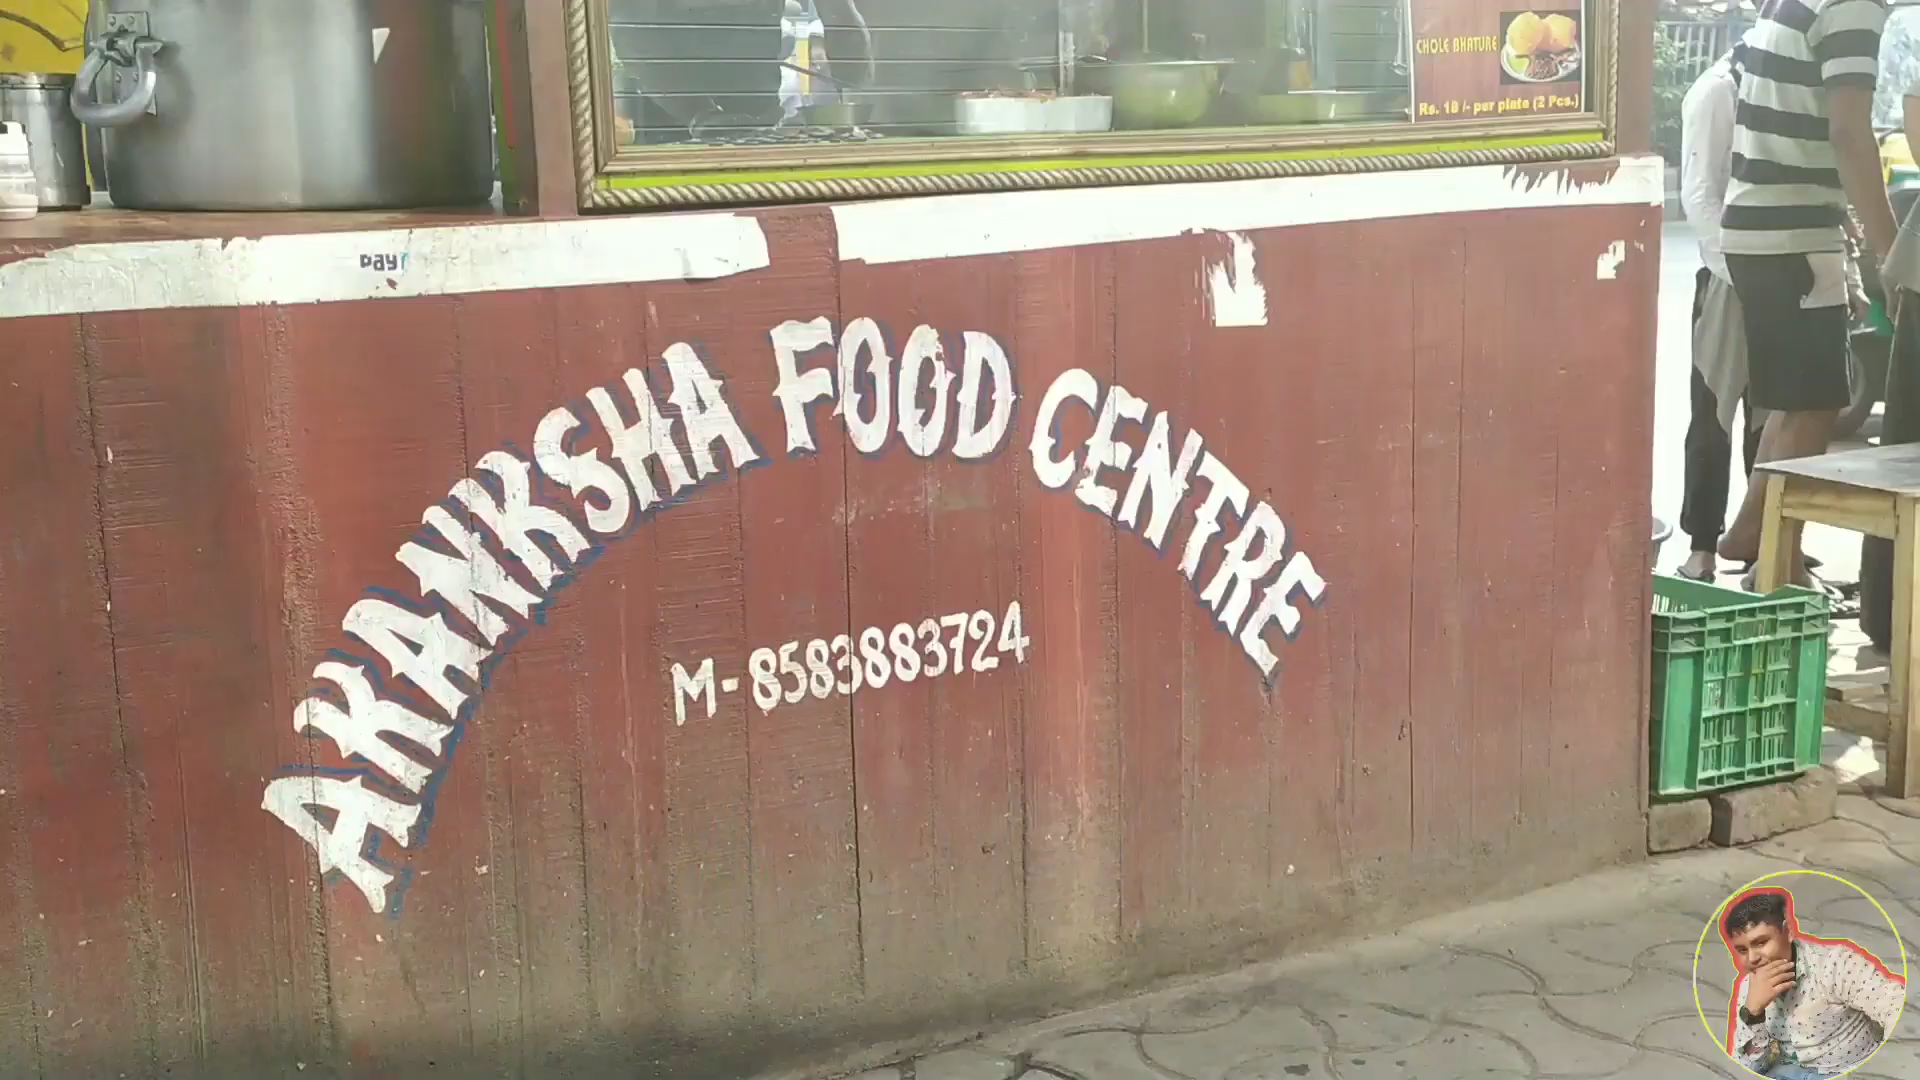 CHOLE BHATURE
Rs. 10 /- per plate (2 Pcs.)
pay
AKANKSHA FOOD CENTRE
M-8583883724